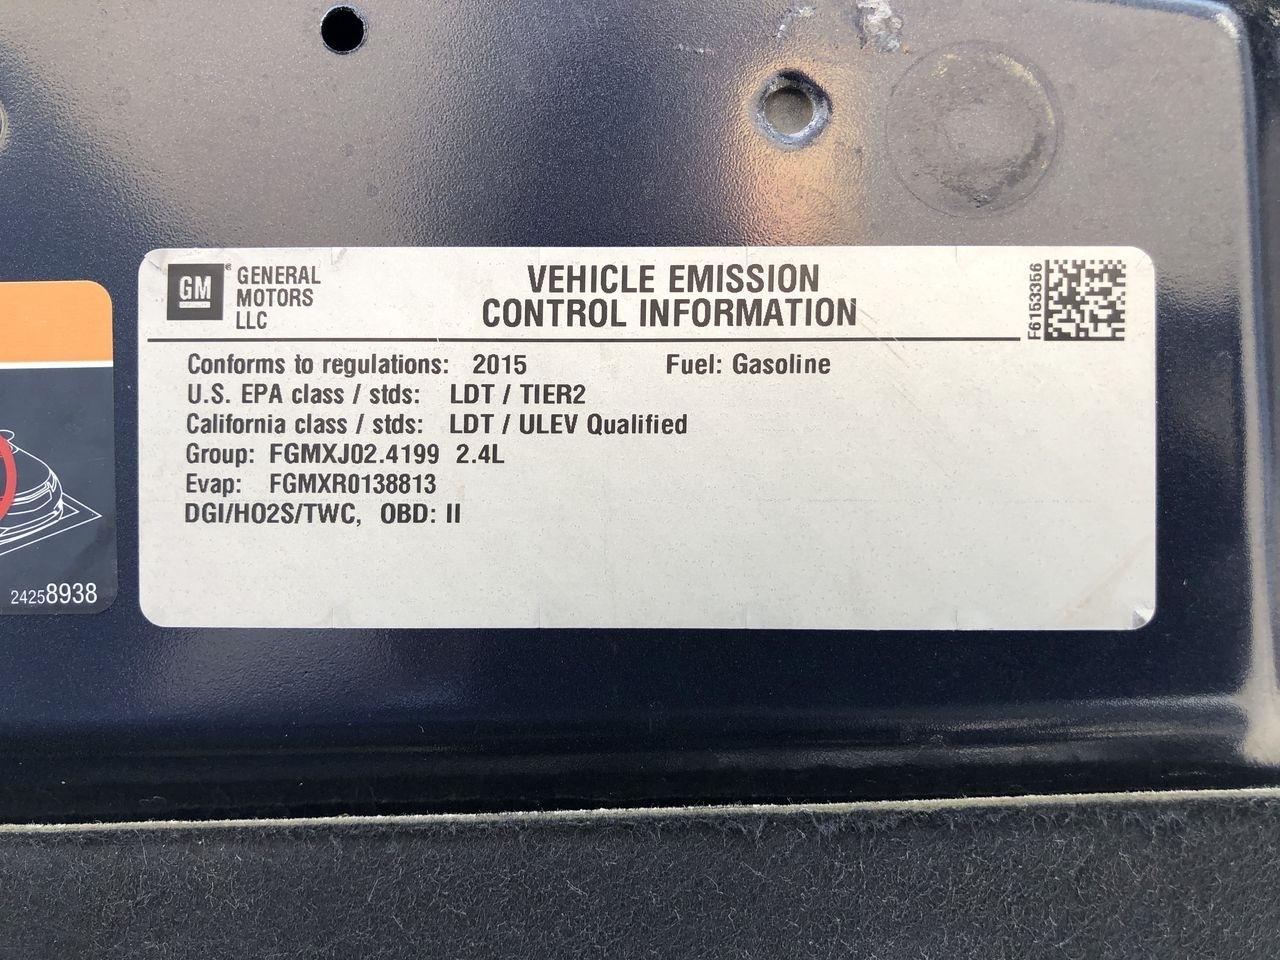 GM
®
GENERAL
MOTORS
LLC
VEHICLE EMISSION
CONTROL INFORMATION
F6153356
Conforms to regulations: 2015 Fuel: Gasoline
U.S. EPA class / stds: LDT / TIER2
California class / stds: LDT / ULEV Qualified
Group: FGMXJ02.4199 2.4L
Evap: FGMXR0138813
DGI/HO2S/TWC, OBD: II
24258938